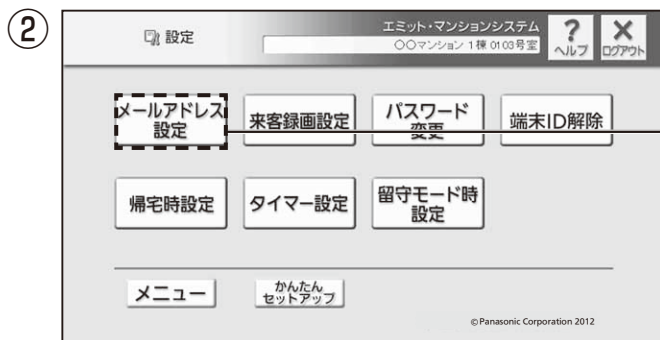 ②
設定
エミット・マンションシステム
○○マンション 1棟 0103号室
?
ヘルプ
×
ログアウト
メールアドレス
設定
来客録画設定
パスワード
変更
端末ID解除
帰宅時設定
タイマー設定
留守モード時
設定
メニュー
かんたん
セットアップ
©Panasonic Corporation 2012